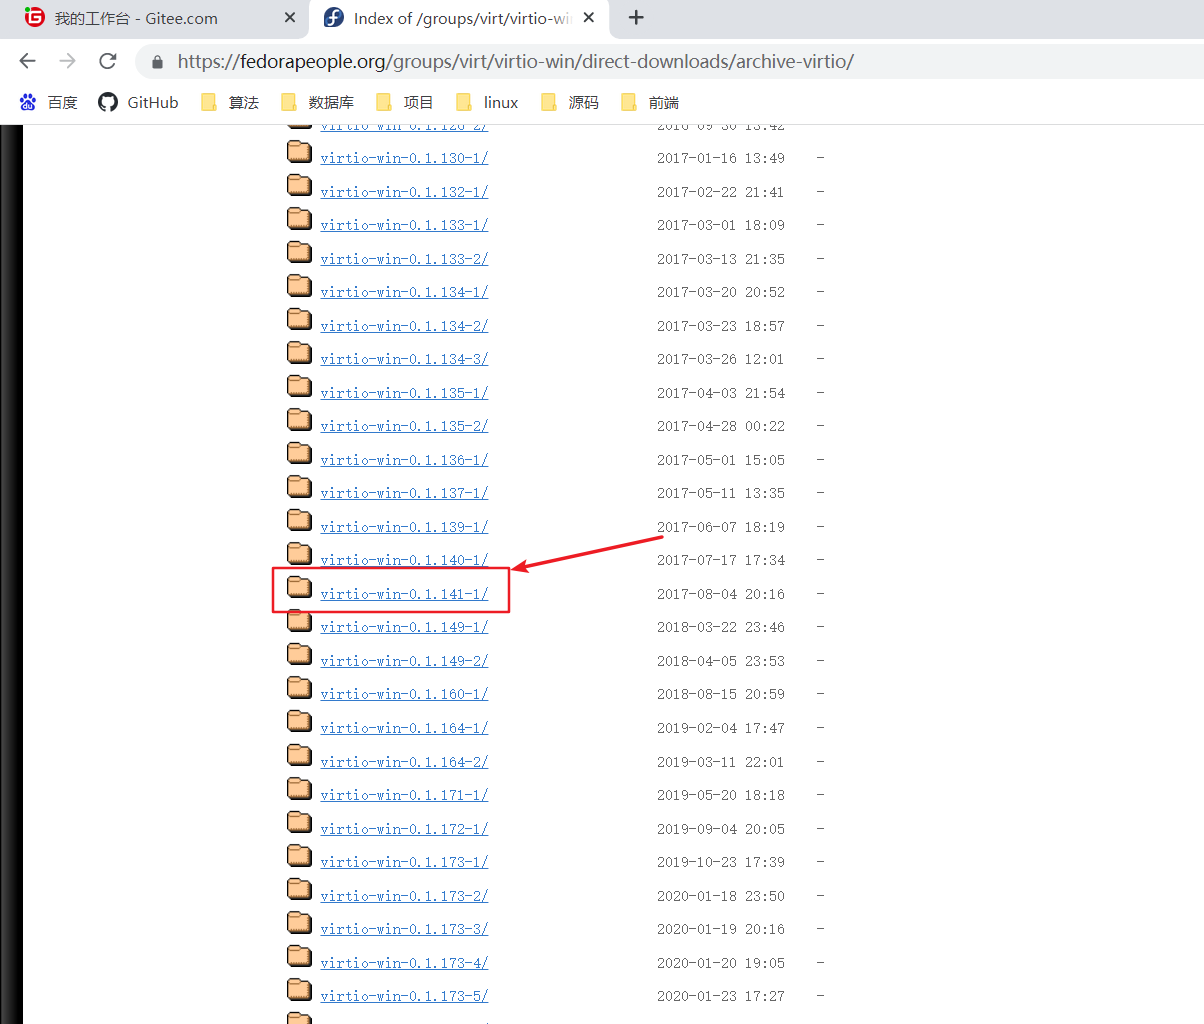 我的工作台 - Gitee.com
Index of /groups/virt/virtio-wi
https://fedorapeople.org/groups/virt/virtio-win/direct-downloads/archive-virtio/
百度 GitHub 算法 数据库 项目 linux 源码 前端
virtio-win-0.1.126-2/ 2016-09-30 13:42
virtio-win-0.1.130-1/ 2017-01-16 13:49 -
virtio-win-0.1.132-1/ 2017-02-22 21:41 -
virtio-win-0.1.133-1/ 2017-03-01 18:09 -
virtio-win-0.1.133-2/ 2017-03-13 21:35 -
virtio-win-0.1.134-1/ 2017-03-20 20:52 -
virtio-win-0.1.134-2/ 2017-03-23 18:57 -
virtio-win-0.1.134-3/ 2017-03-26 12:01 -
virtio-win-0.1.135-1/ 2017-04-03 21:54 -
virtio-win-0.1.135-2/ 2017-04-28 00:22 -
virtio-win-0.1.136-1/ 2017-05-01 15:05 -
virtio-win-0.1.137-1/ 2017-05-11 13:35 -
virtio-win-0.1.139-1/ 2017-06-07 18:19 -
virtio-win-0.1.140-1/ 2017-07-17 17:34 -
virtio-win-0.1.141-1/ 2017-08-04 20:16 -
virtio-win-0.1.149-1/ 2018-03-22 23:46 -
virtio-win-0.1.149-2/ 2018-04-05 23:53 -
virtio-win-0.1.160-1/ 2018-08-15 20:59 -
virtio-win-0.1.164-1/ 2019-02-04 17:47 -
virtio-win-0.1.164-2/ 2019-03-11 22:01 -
virtio-win-0.1.171-1/ 2019-05-20 18:18 -
virtio-win-0.1.172-1/ 2019-09-04 20:05 -
virtio-win-0.1.173-1/ 2019-10-23 17:39 -
virtio-win-0.1.173-2/ 2020-01-18 23:50 -
virtio-win-0.1.173-3/ 2020-01-19 20:16 -
virtio-win-0.1.173-4/ 2020-01-20 19:05 -
virtio-win-0.1.173-5/ 2020-01-23 17:27 -